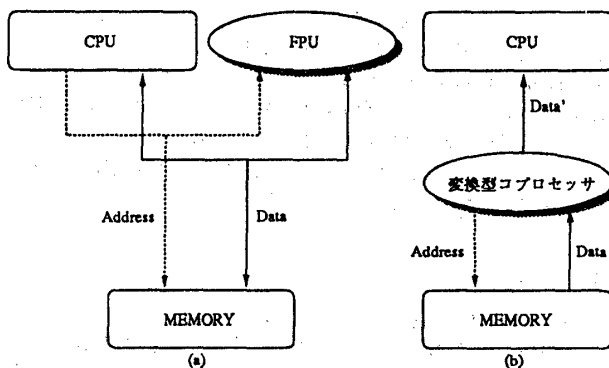 CPU
FPU
Address
Data
MEMORY
(a)
CPU
Data'
変換型コプロセッサ
Address
Data
MEMORY
(b)